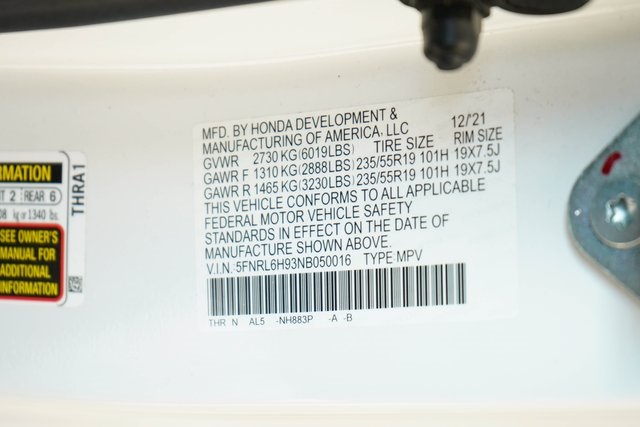 MFD. BY HONDA DEVELOPMENT &
MANUFACTURING OF AMERICA, LLC 12/'21
GVWR 2730 KG (6019LBS) TIRE SIZE RIM SIZE
GAWR F 1310 KG (2888LBS) 235/55R19 101H 19X7.5J
GAWR R 1465 KG (3230LBS) 235/55R19 101H 19X7.5J
THIS VEHICLE CONFORMS TO ALL APPLICABLE
FEDERAL MOTOR VEHICLE SAFETY
STANDARDS IN EFFECT ON THE DATE OF
MANUFACTURE SHOWN ABOVE.
V.I.N.: 5FNRL6H93NB050016 TYPE:MPV
THR N AL5 -NH883P -A -B
2 REAR 6
kg or 1340 lbs.
SEE OWNER'S
MANUAL FOR
ADDITIONAL
INFORMATION
THRA1